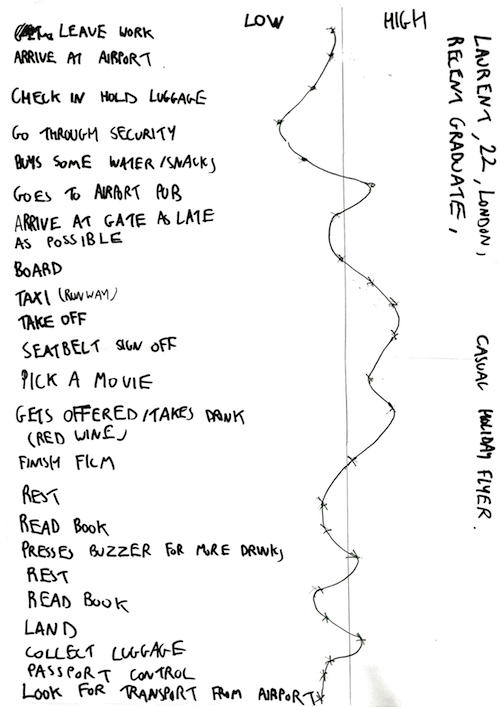 LOW
HIGH
LEAVE WORK
ARRIVE AT AIRPORT
CHECK IN HOLD LUGGAGE
GO THROUGH SECURITY
BUYS SOME WATER/SNACKS
GOES TO AIRPORT PUB
ARRIVE AT GATE AS LATE
AS POSSIBLE
BOARD
TAXI (RUNWAY)
TAKE OFF
SEATBELT SIGN OFF
PICK A MOVIE
GETS OFFERED/TAKES DRINK
(RED WINE)
FINISH FILM
REST
READ BOOK
PRESSES BUZZER FOR MORE DRINKS
REST
READ BOOK
LAND
COLLECT LUGGAGE
PASSPORT CONTROL
LOOK FOR TRANSPORT FROM AIRPORT
LAURENT, 22, LONDON,
RECENT GRADUATE,
CASUAL HOLIDAY FLYER.